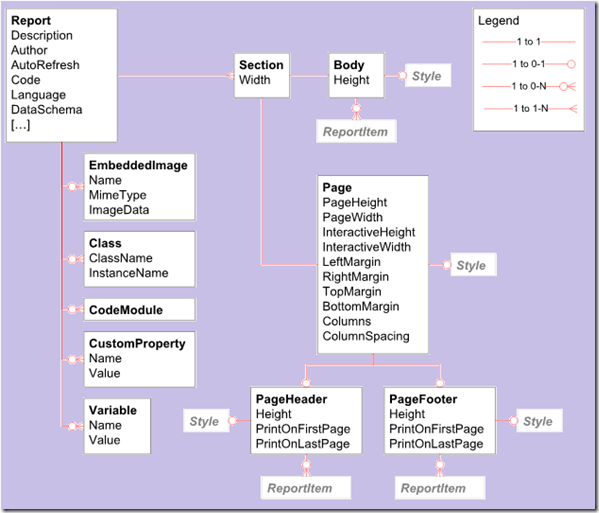 Report
Description
Author
AutoRefresh
Code
Language
DataSchema
[...]
Section
Width
Body
Height
Style
ReportItem
Legend
1 to 1
1 to 0-1
1 to 0-N
1 to 1-N
EmbeddedImage
Name
MimeType
ImageData
Class
ClassName
InstanceName
CodeModule
CustomProperty
Name
Value
Variable
Name
Value
Page
PageHeight
PageWidth
InteractiveHeight
InteractiveWidth
LeftMargin
RightMargin
TopMargin
BottomMargin
Columns
ColumnSpacing
Style
Style
PageHeader
Height
PrintOnFirstPage
PrintOnLastPage
ReportItem
PageFooter
Height
PrintOnFirstPage
PrintOnLastPage
Style
ReportItem